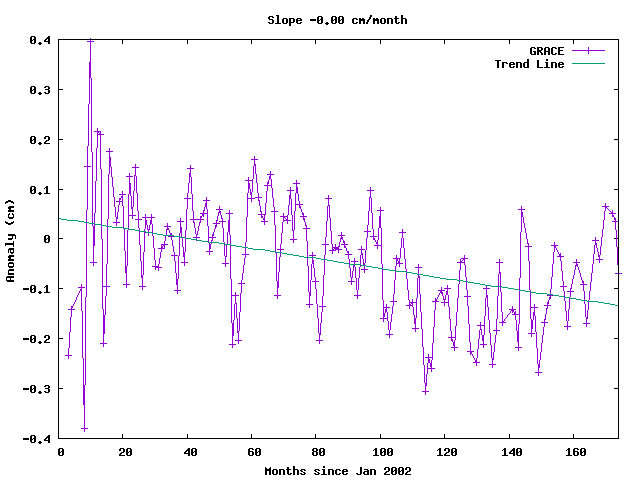 Slope -0.00 cm/month
GRACE
Trend Line
0.4
0.3
0.2
0.1
0
-0.1
-0.2
-0.3
-0.4
Anomaly (cm)
0 20 40 60 80 100 120 140 160
Months since Jan 2002